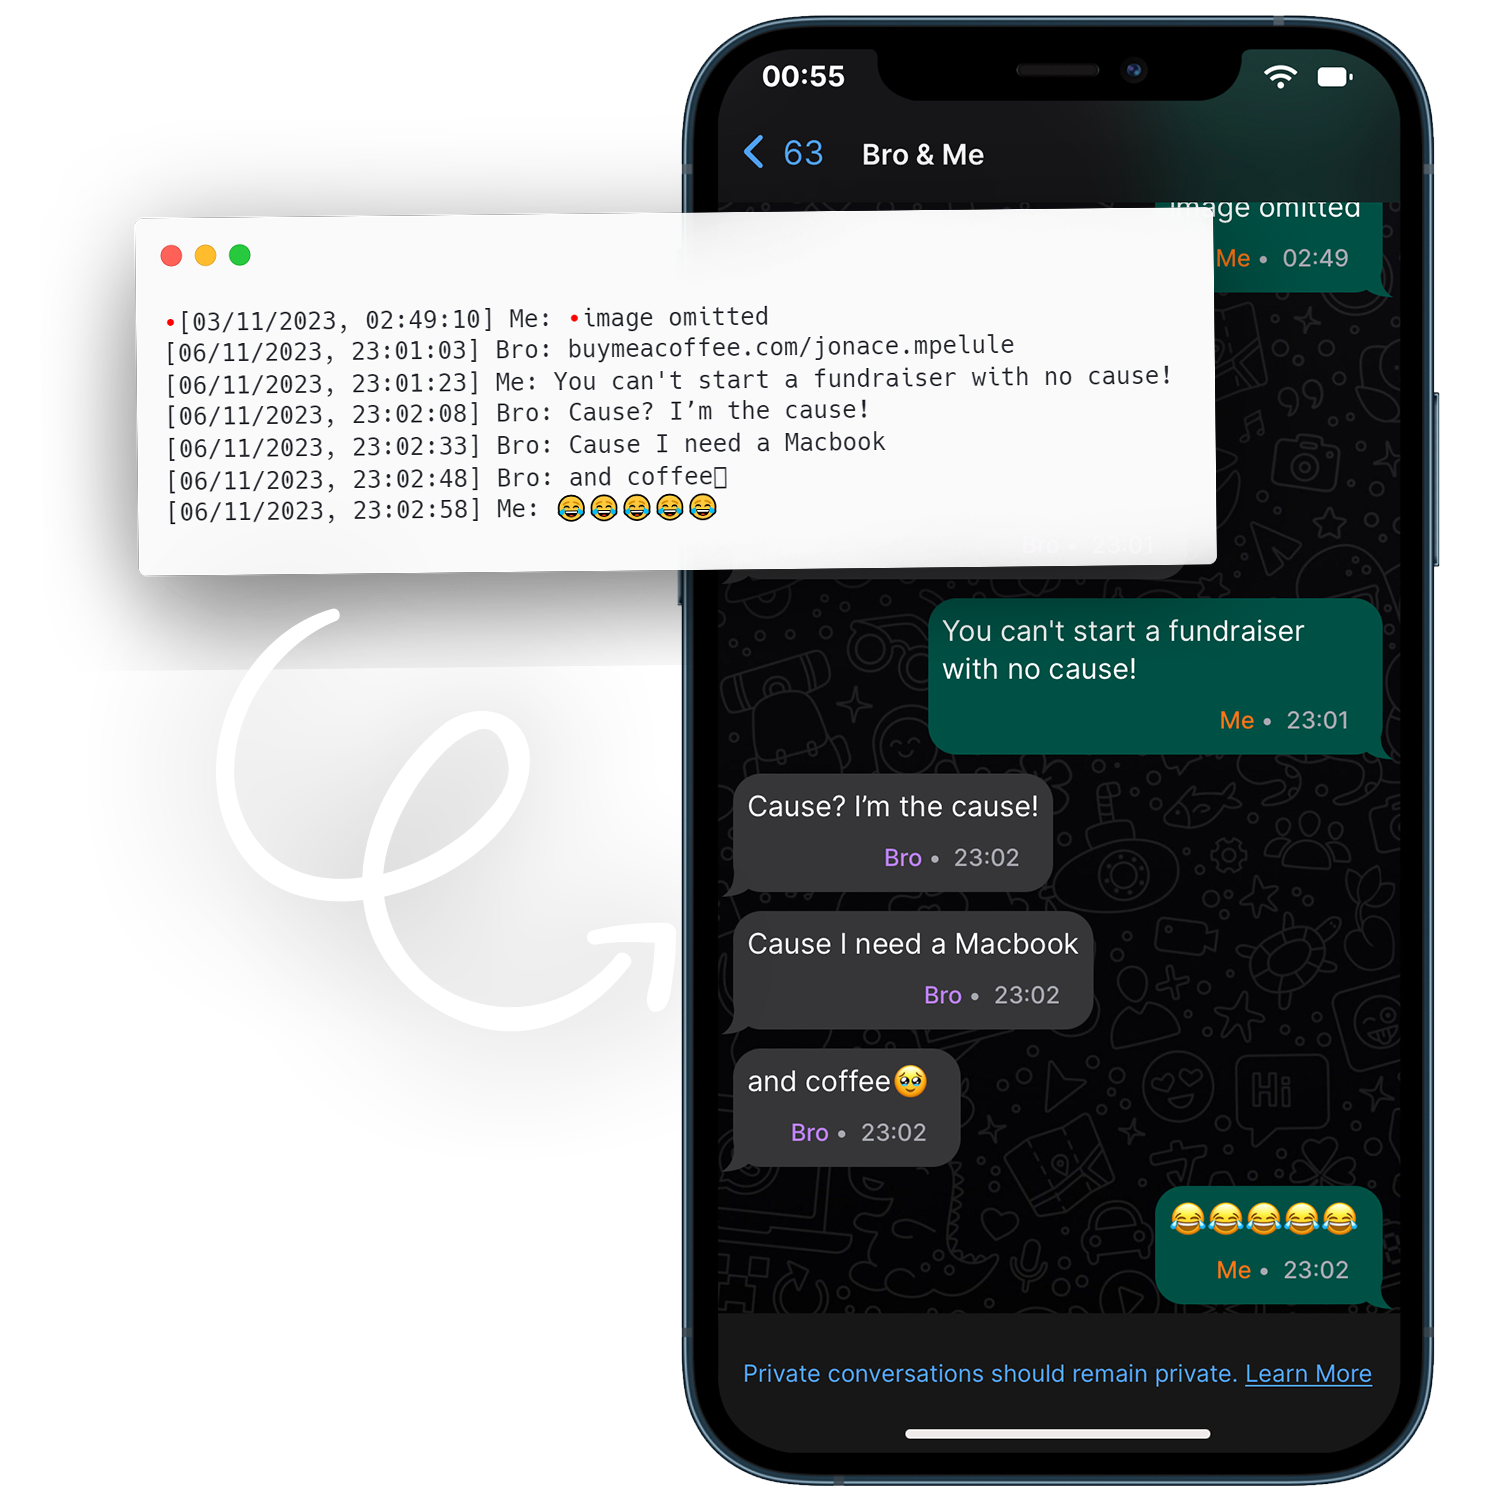 00:55
63 Bro & Me
image omitted
Me • 02:49
•[03/11/2023, 02:49:10] Me: •image omitted
[06/11/2023, 23:01:03] Bro: buymeacoffee.com/jonace.mpelule
[06/11/2023, 23:01:23] Me: You can't start a fundraiser with no cause!
[06/11/2023, 23:02:08] Bro: Cause? I’m the cause!
[06/11/2023, 23:02:33] Bro: Cause I need a Macbook
[06/11/2023, 23:02:48] Bro: and coffee▯
[06/11/2023, 23:02:58] Me: 😂😂😂😂😂
Bro • 23:01
You can't start a fundraiser
with no cause!
Me • 23:01
Cause? I’m the cause!
Bro • 23:02
Cause I need a Macbook
Bro • 23:02
and coffee🥹
Bro • 23:02
Hi
😂😂😂😂😂
Me • 23:02
Private conversations should remain private. Learn More